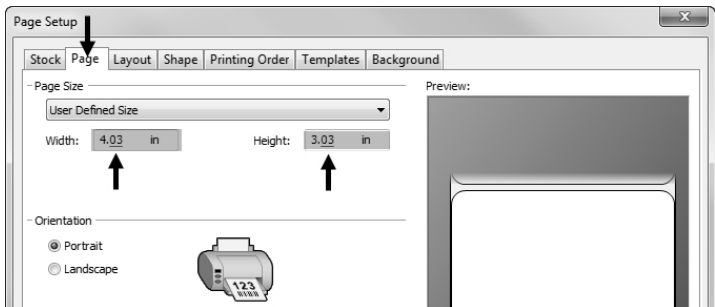 Page Setup
Stock Page Layout Shape Printing Order Templates Background
Page Size
Preview:
User Defined Size
Width: 4.03 in Height: 3.03 in
Orientation
Portrait
Landscape
123